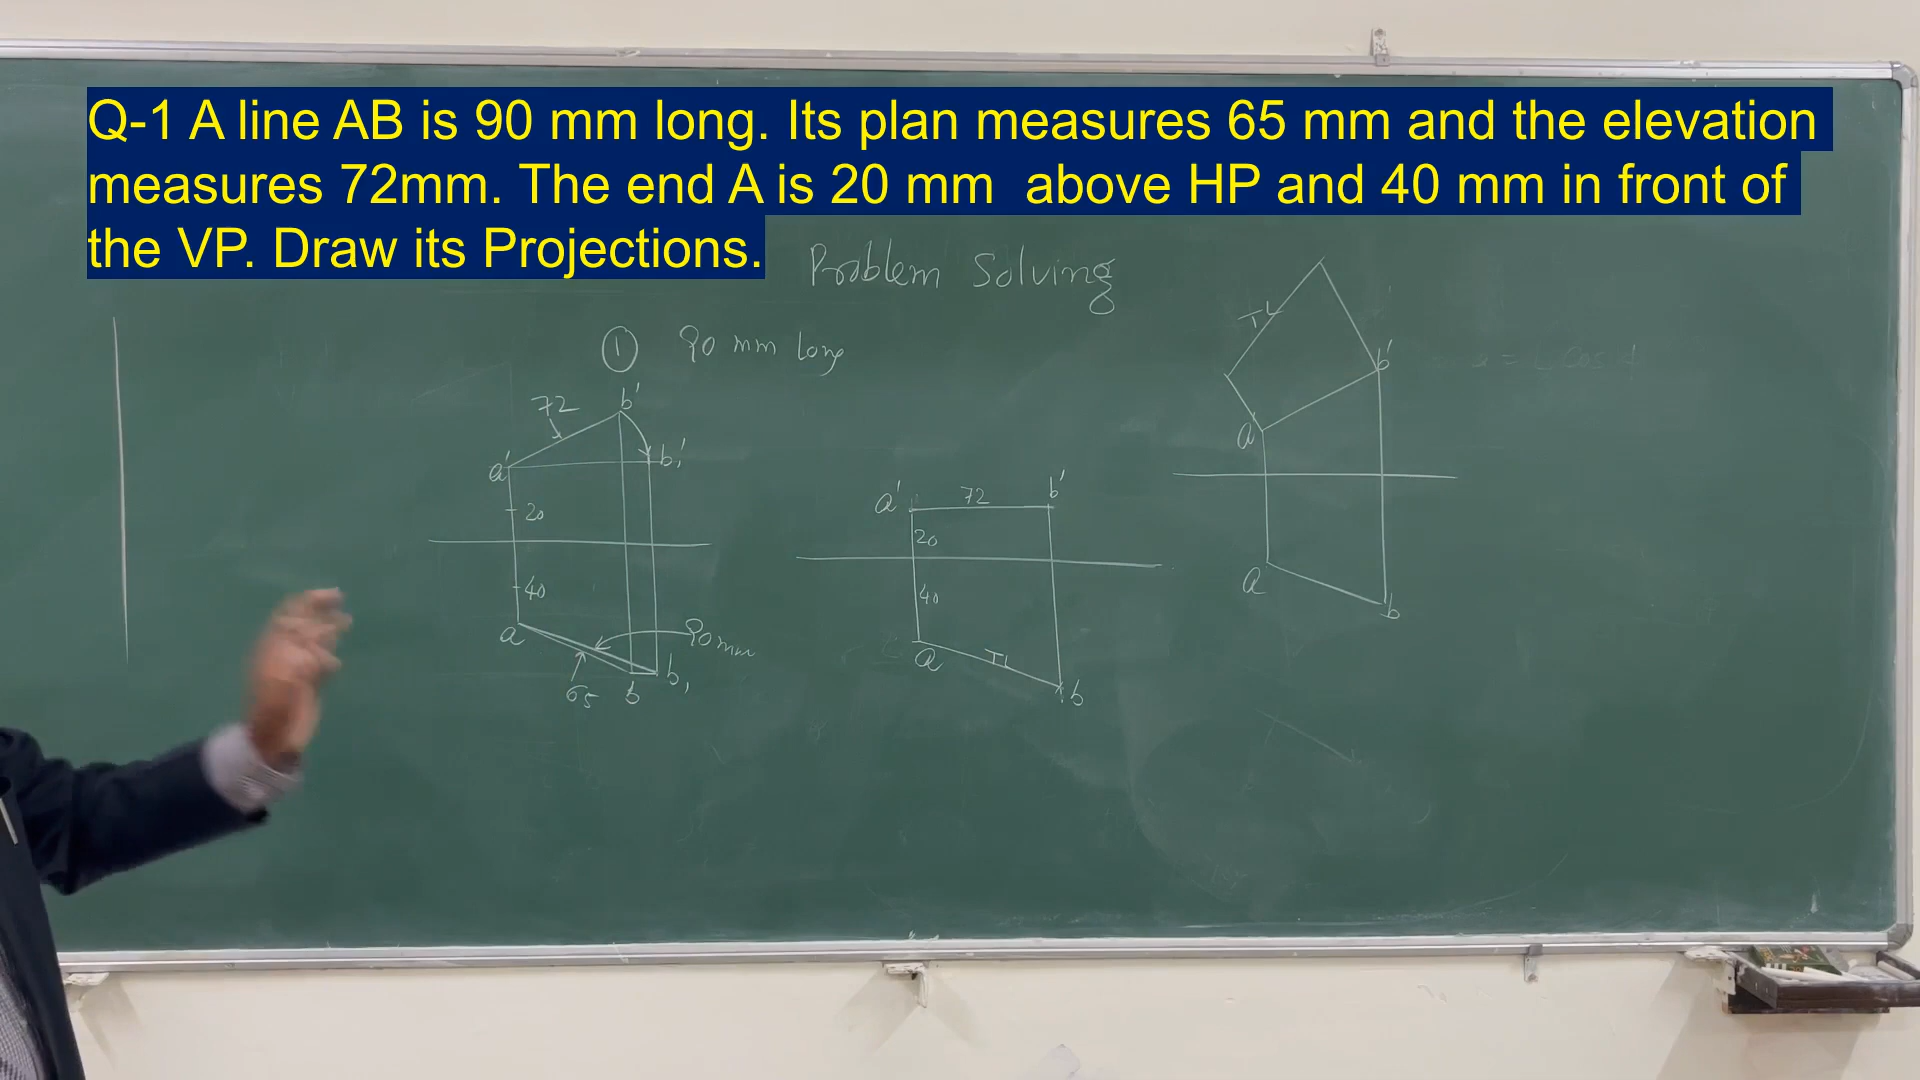 Q-1 A line AB is 90 mm long. Its plan measures 65 mm and the elevation
measures 72mm. The end A is 20 mm above HP and 40 mm in front of
the VP. Draw its Projections.
Problem Solving
① 90 mm long
72
b'
a'
b₁'
20
40
a
90mm
65
b
b₁
a'
72
b'
20
40
a
TL
b
TL
b'
a'
a
b